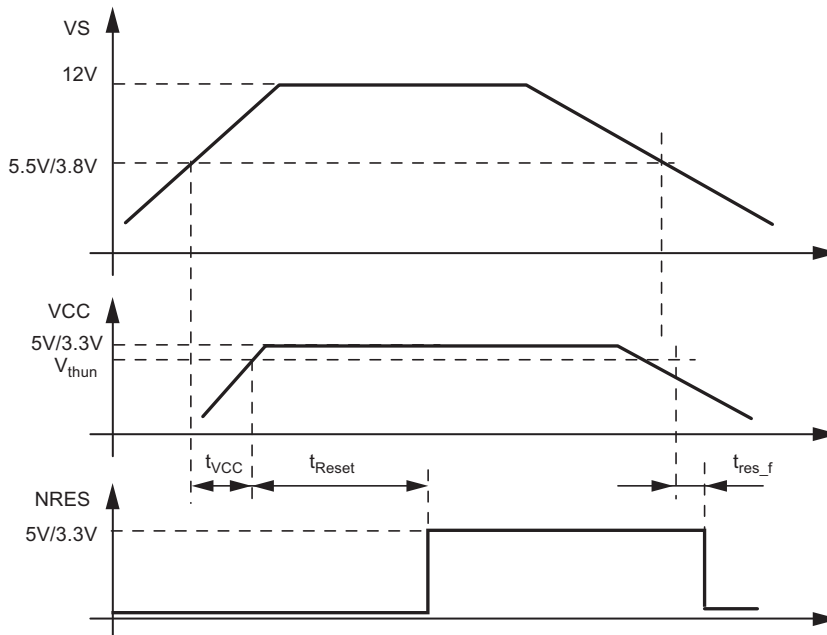 VS
12V
5.5V/3.8V
VCC
5V/3.3V
Vthun
tVCC
tReset
tres_f
NRES
5V/3.3V